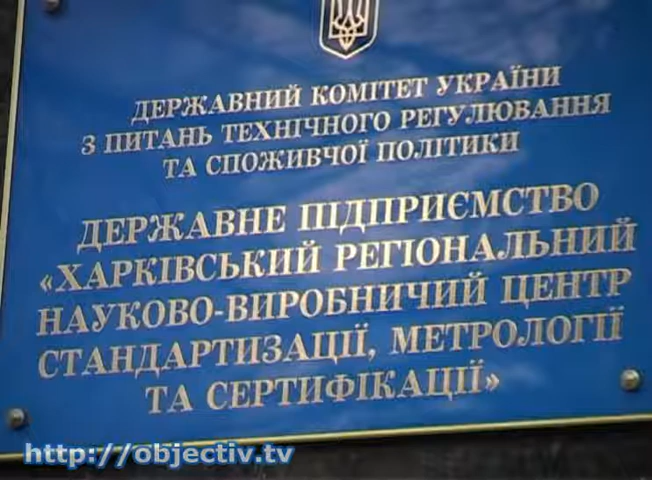 ДЕРЖАВНИЙ КОМІТЕТ УКРАЇНИ
З ПИТАНЬ ТЕХНІЧНОГО РЕГУЛЮВАННЯ
ТА СПОЖИВЧОЇ ПОЛІТИКИ
ДЕРЖАВНЕ ПІДПРИЄМСТВО
«ХАРКІВСЬКИЙ РЕГІОНАЛЬНИЙ
НАУКОВО-ВИРОБНИЧИЙ ЦЕНТР
СТАНДАРТИЗАЦІЇ, МЕТРОЛОГІЇ
ТА СЕРТИФІКАЦІЇ»
http://objectiv.tv